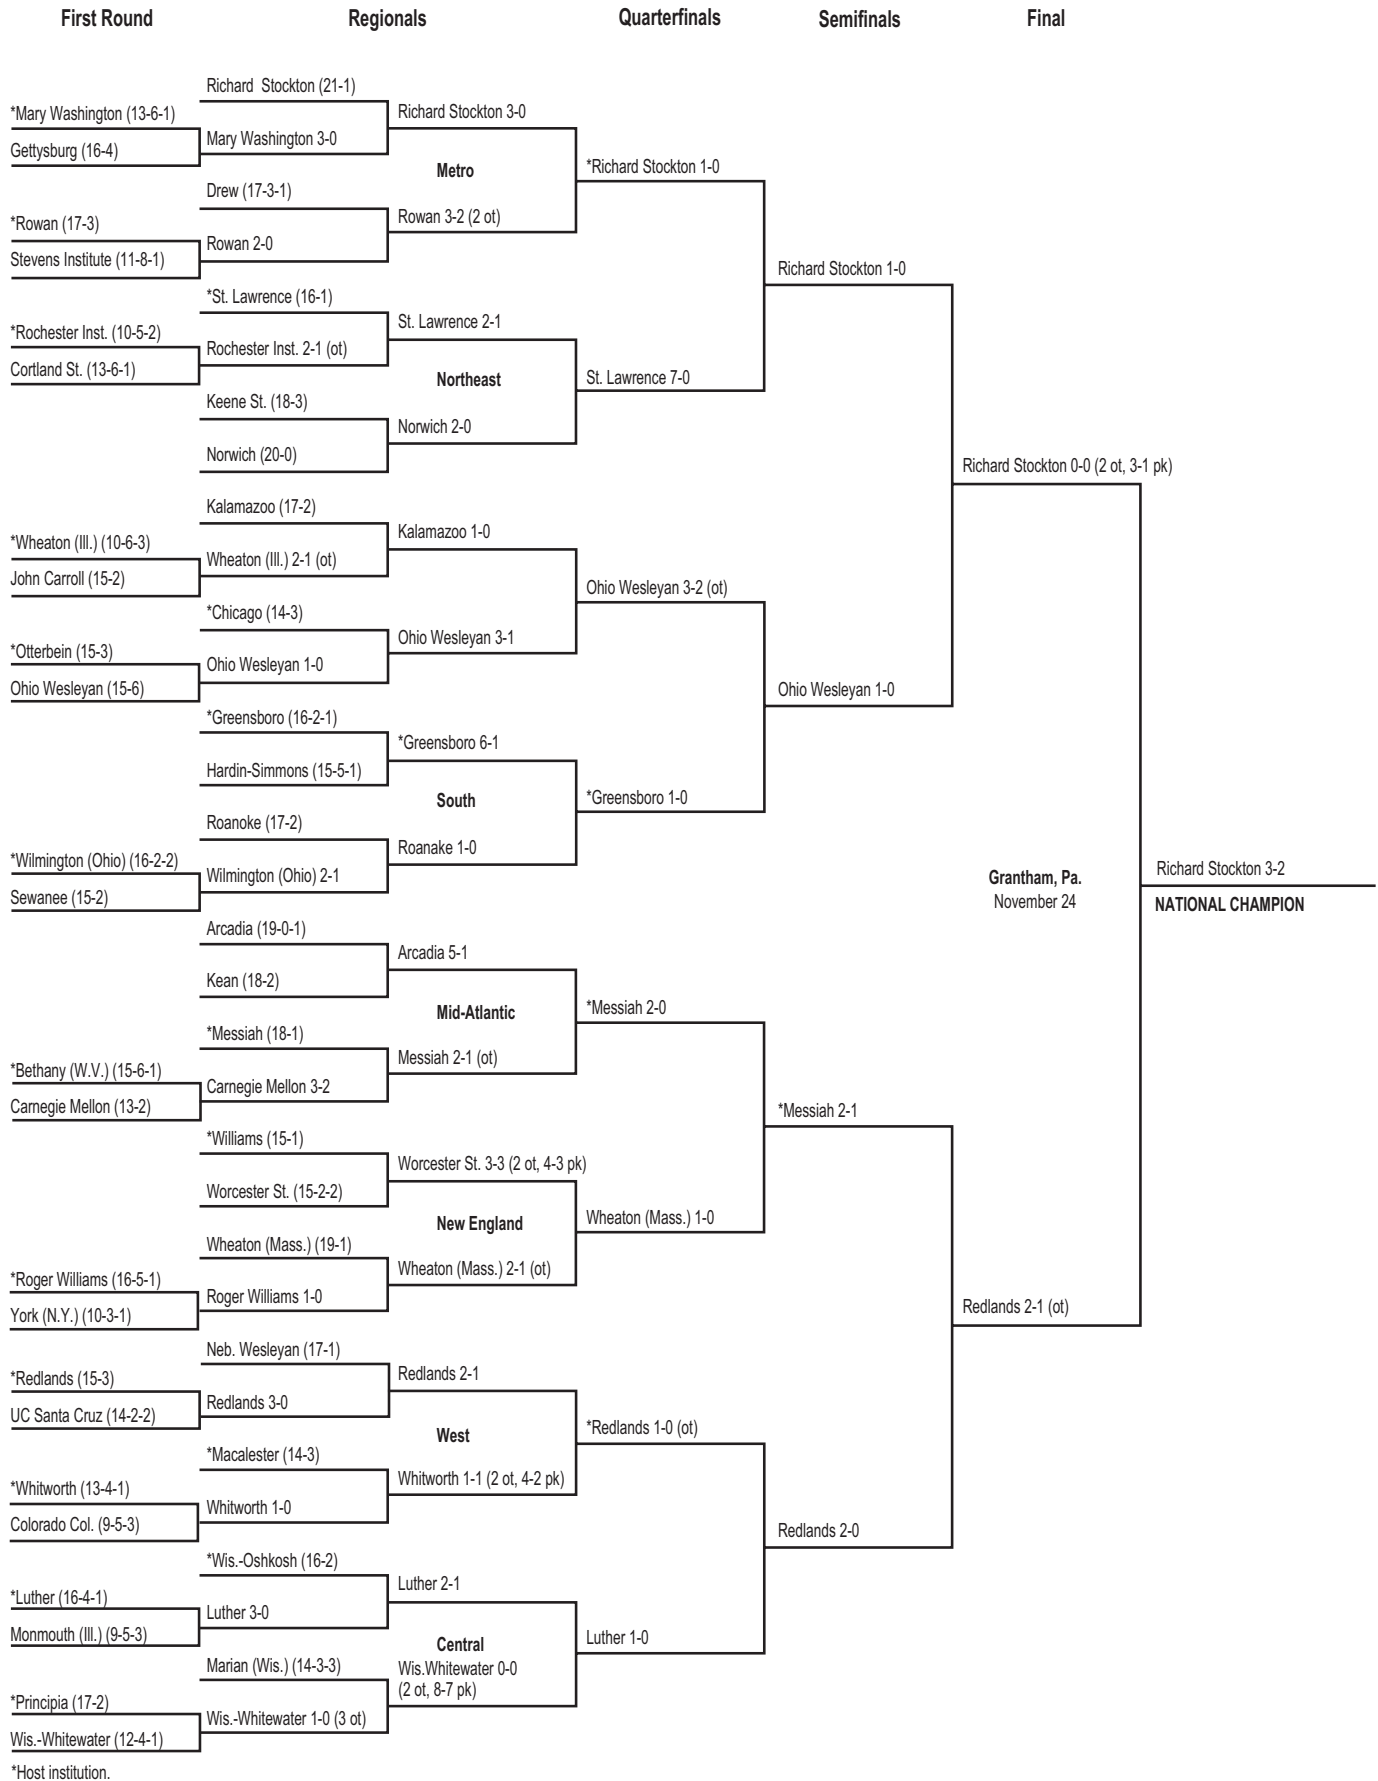 First Round
Regionals
Quarterfinals
Semifinals
Final
Richard Stockton (21-1)
*Mary Washington (13-6-1)
Richard Stockton 3-0
Mary Washington 3-0
Gettysburg (16-4)
Metro
*Richard Stockton 1-0
Drew (17-3-1)
*Rowan (17-3)
Rowan 3-2 (2 ot)
Rowan 2-0
Stevens Institute (11-8-1)
Richard Stockton 1-0
*St. Lawrence (16-1)
St. Lawrence 2-1
*Rochester Inst. (10-5-2)
Rochester Inst. 2-1 (ot)
Cortland St. (13-6-1)
Northeast
St. Lawrence 7-0
Keene St. (18-3)
Norwich 2-0
Norwich (20-0)
Richard Stockton 0-0 (2 ot, 3-1 pk)
Kalamazoo (17-2)
Kalamazoo 1-0
*Wheaton (Ill.) (10-6-3)
Wheaton (Ill.) 2-1 (ot)
John Carroll (15-2)
Ohio Wesleyan 3-2 (ot)
*Chicago (14-3)
Ohio Wesleyan 3-1
*Otterbein (15-3)
Ohio Wesleyan 1-0
Ohio Wesleyan (15-6)
Ohio Wesleyan 1-0
*Greensboro (16-2-1)
*Greensboro 6-1
Hardin-Simmons (15-5-1)
South
*Greensboro 1-0
Roanoke (17-2)
Roanake 1-0
*Wilmington (Ohio) (16-2-2)
Wilmington (Ohio) 2-1
Sewanee (15-2)
Grantham, Pa.
November 24
Richard Stockton 3-2
NATIONAL CHAMPION
Arcadia (19-0-1)
Arcadia 5-1
Kean (18-2)
Mid-Atlantic
*Messiah 2-0
*Messiah (18-1)
Messiah 2-1 (ot)
*Bethany (W.V.) (15-6-1)
Carnegie Mellon 3-2
Carnegie Mellon (13-2)
*Messiah 2-1
*Williams (15-1)
Worcester St. 3-3 (2 ot, 4-3 pk)
Worcester St. (15-2-2)
New England
Wheaton (Mass.) 1-0
Wheaton (Mass.) (19-1)
Wheaton (Mass.) 2-1 (ot)
*Roger Williams (16-5-1)
Roger Williams 1-0
York (N.Y.) (10-3-1)
Redlands 2-1 (ot)
Neb. Wesleyan (17-1)
Redlands 2-1
*Redlands (15-3)
Redlands 3-0
UC Santa Cruz (14-2-2)
West
*Redlands 1-0 (ot)
*Macalester (14-3)
Whitworth 1-1 (2 ot, 4-2 pk)
*Whitworth (13-4-1)
Whitworth 1-0
Colorado Col. (9-5-3)
Redlands 2-0
*Wis.-Oshkosh (16-2)
Luther 2-1
*Luther (16-4-1)
Luther 3-0
Monmouth (Ill.) (9-5-3)
Central
Luther 1-0
Marian (Wis.) (14-3-3)
Wis.Whitewater 0-0
(2 ot, 8-7 pk)
*Principia (17-2)
Wis.-Whitewater 1-0 (3 ot)
Wis.-Whitewater (12-4-1)
*Host institution.